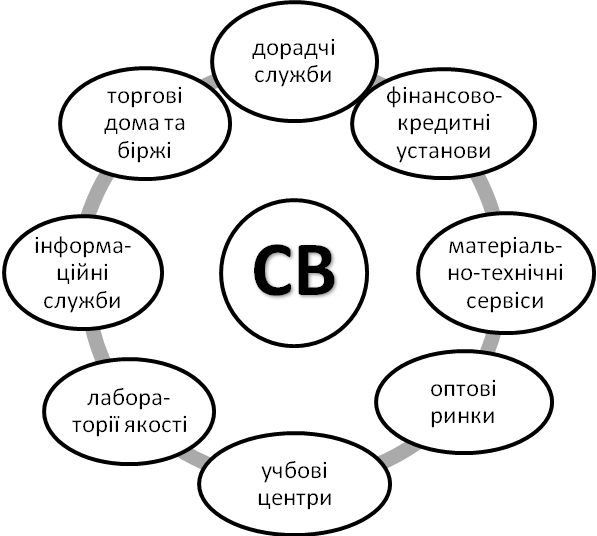 дорадчі
служби
фінансово-
кредитні
установи
матеріаль-
но-технічні
сервіси
оптові
ринки
учбові
центри
лабора-
торії якості
інформа-
ційні
служби
торгові
дома та
біржі
СВ